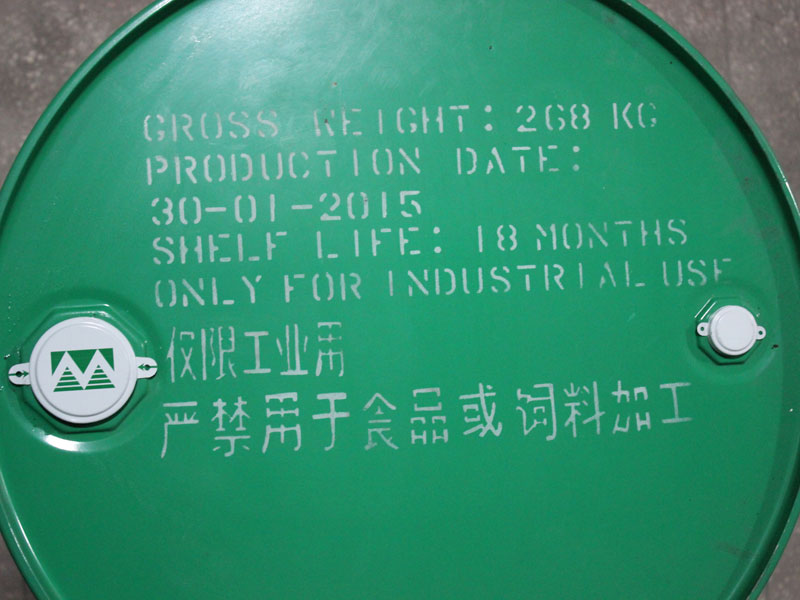 GROSS WEIGHT: 268 KG
PRODUCTION DATE:
30-01-2015
SHELF LIFE: 18 MONTHS
ONLY FOR INDUSTRIAL USE
仅限工业用
严禁用于食品或饲料加工